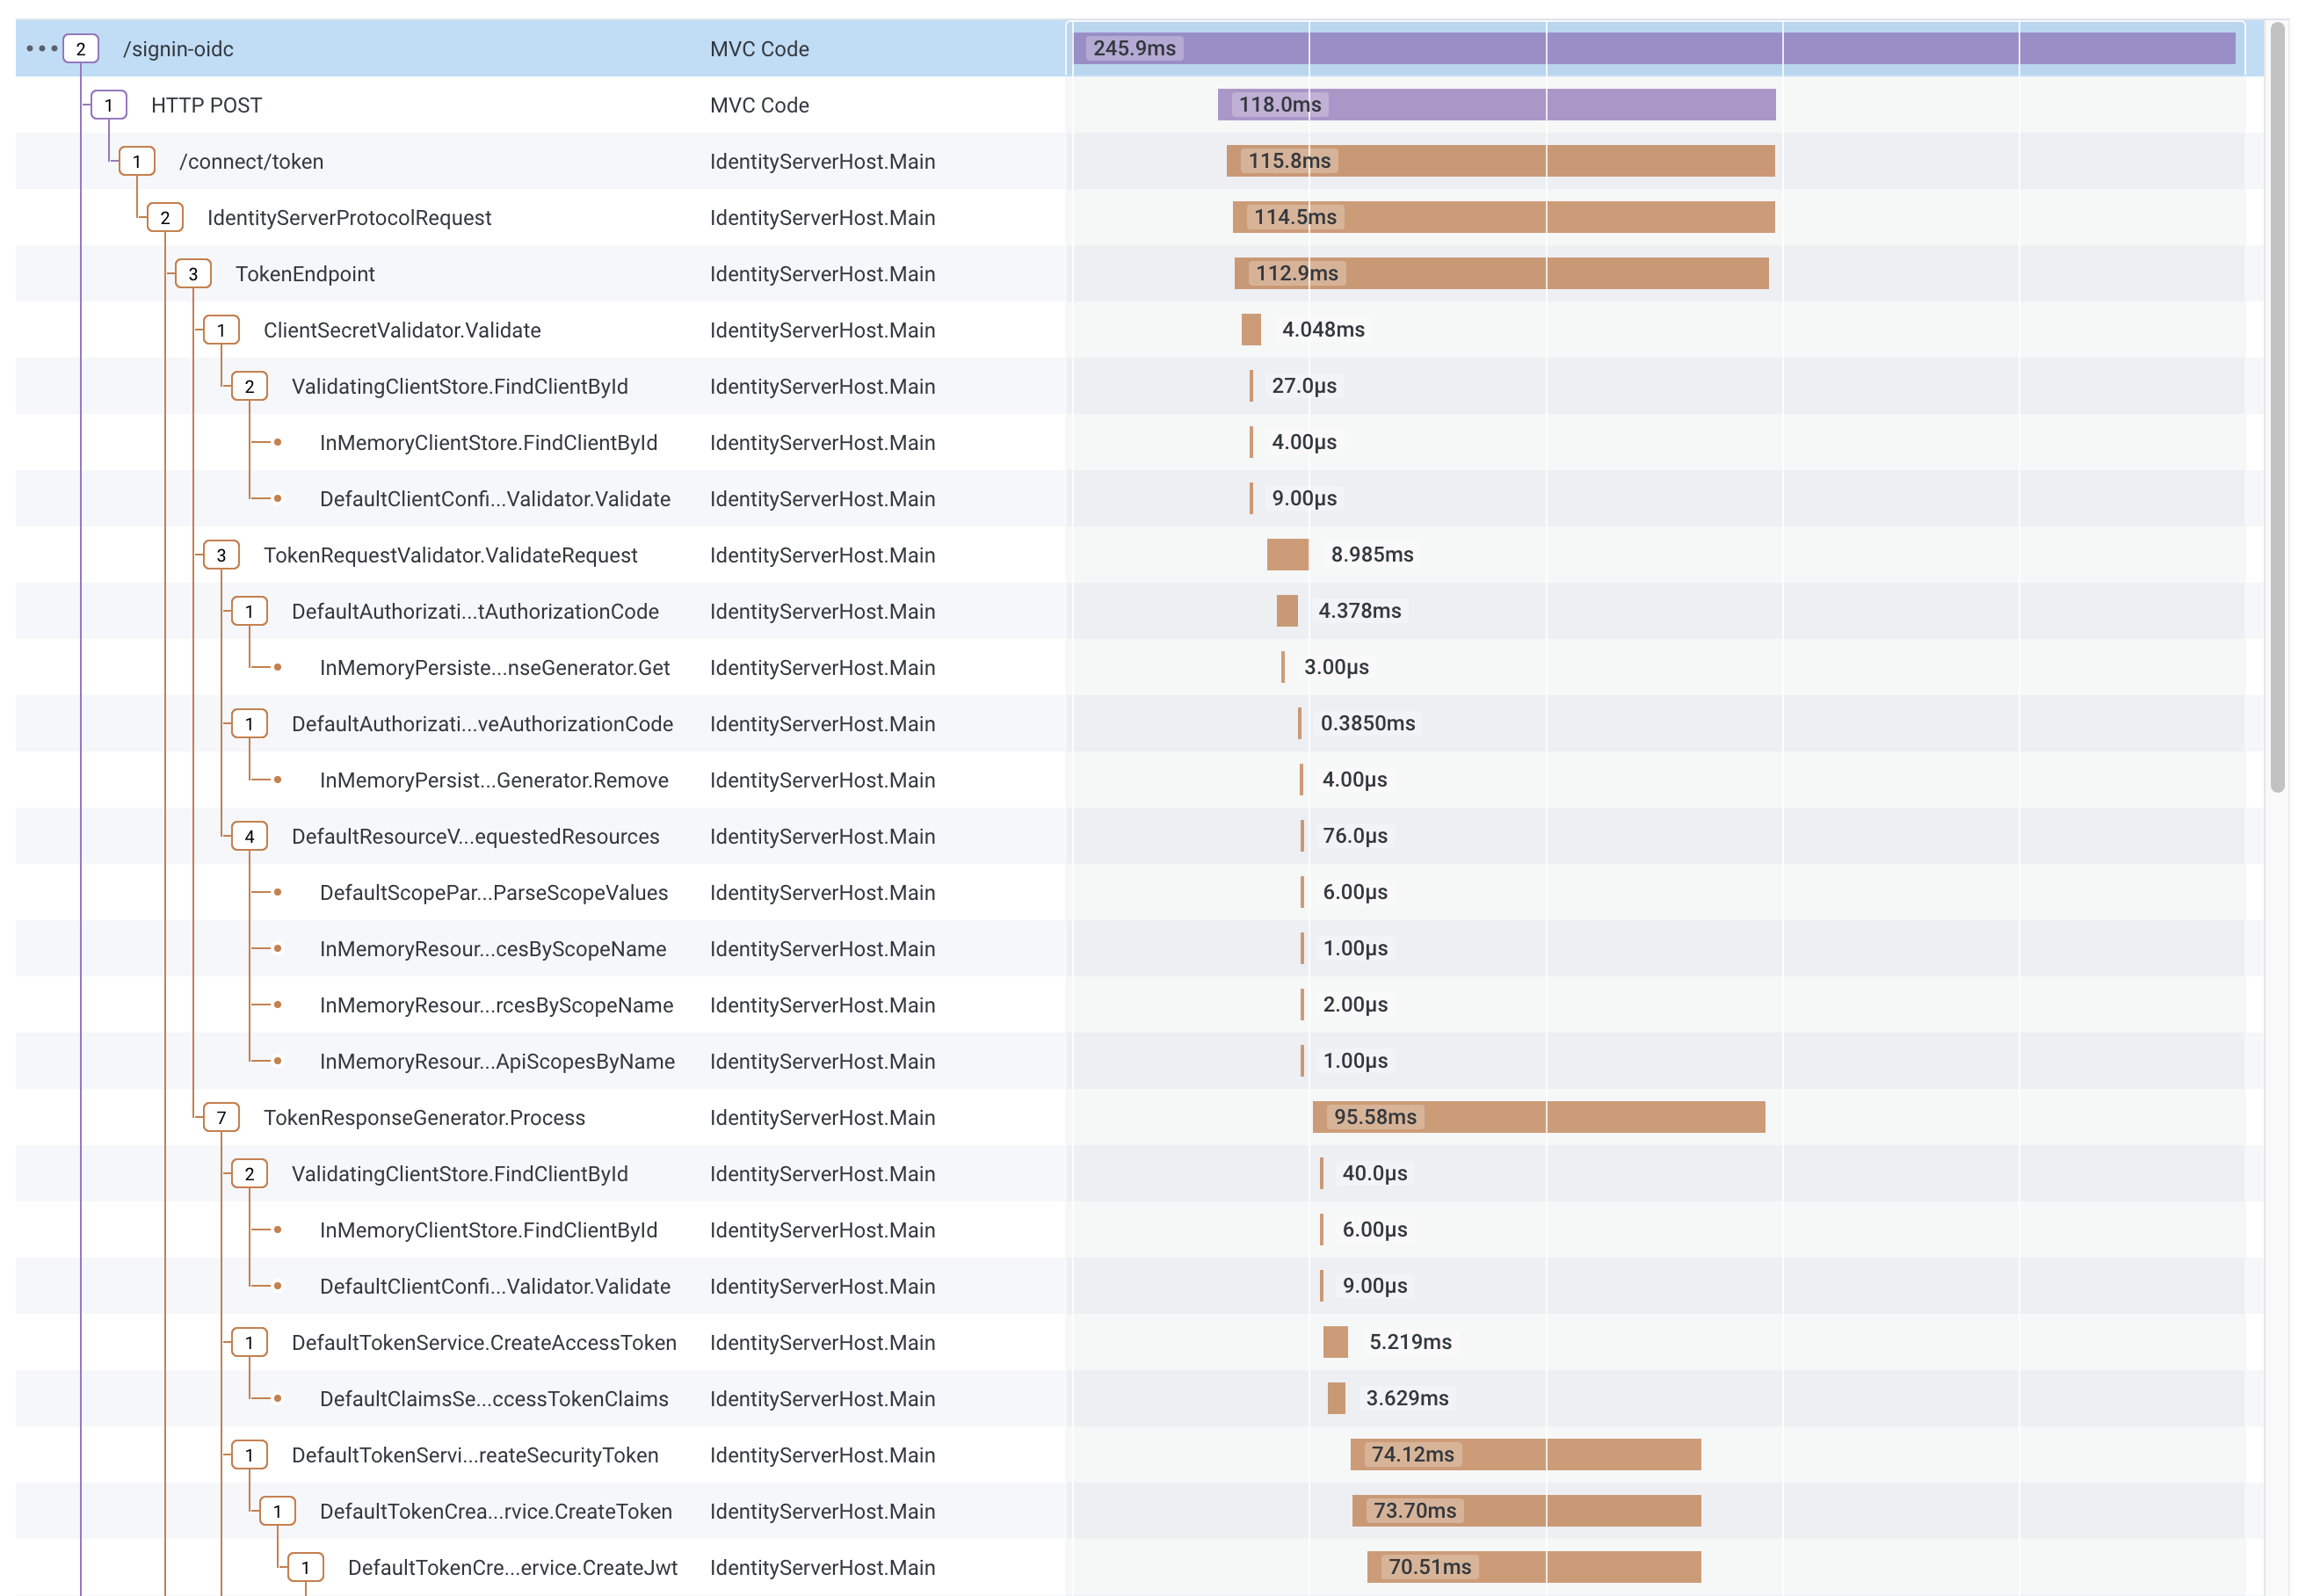 2 /signin-oidc MVC Code 245.9ms
1 HTTP POST MVC Code 118.0ms
1 /connect/token IdentityServerHost.Main 115.8ms
2 IdentityServerProtocolRequest IdentityServerHost.Main 114.5ms
3 TokenEndpoint IdentityServerHost.Main 112.9ms
1 ClientSecretValidator.Validate IdentityServerHost.Main 4.048ms
2 ValidatingClientStore.FindClientById IdentityServerHost.Main 27.0μs
InMemoryClientStore.FindClientById IdentityServerHost.Main 4.00μs
DefaultClientConfi...Validator.Validate IdentityServerHost.Main 9.00μs
3 TokenRequestValidator.ValidateRequest IdentityServerHost.Main 8.985ms
1 DefaultAuthorizati...tAuthorizationCode IdentityServerHost.Main 4.378ms
InMemoryPersiste...nseGenerator.Get IdentityServerHost.Main 3.00μs
1 DefaultAuthorizati...veAuthorizationCode IdentityServerHost.Main 0.3850ms
InMemoryPersist...Generator.Remove IdentityServerHost.Main 4.00μs
4 DefaultResourceV...equestedResources IdentityServerHost.Main 76.0μs
DefaultScopePar...ParseScopeValues IdentityServerHost.Main 6.00μs
InMemoryResour...cesByScopeName IdentityServerHost.Main 1.00μs
InMemoryResour...rcesByScopeName IdentityServerHost.Main 2.00μs
InMemoryResour...ApiScopesByName IdentityServerHost.Main 1.00μs
7 TokenResponseGenerator.Process IdentityServerHost.Main 95.58ms
2 ValidatingClientStore.FindClientById IdentityServerHost.Main 40.0μs
InMemoryClientStore.FindClientById IdentityServerHost.Main 6.00μs
DefaultClientConfi...Validator.Validate IdentityServerHost.Main 9.00μs
1 DefaultTokenService.CreateAccessToken IdentityServerHost.Main 5.219ms
DefaultClaimsSe...ccessTokenClaims IdentityServerHost.Main 3.629ms
1 DefaultTokenServi...reateSecurityToken IdentityServerHost.Main 74.12ms
1 DefaultTokenCrea...rvice.CreateToken IdentityServerHost.Main 73.70ms
1 DefaultTokenCre...ervice.CreateJwt IdentityServerHost.Main 70.51ms